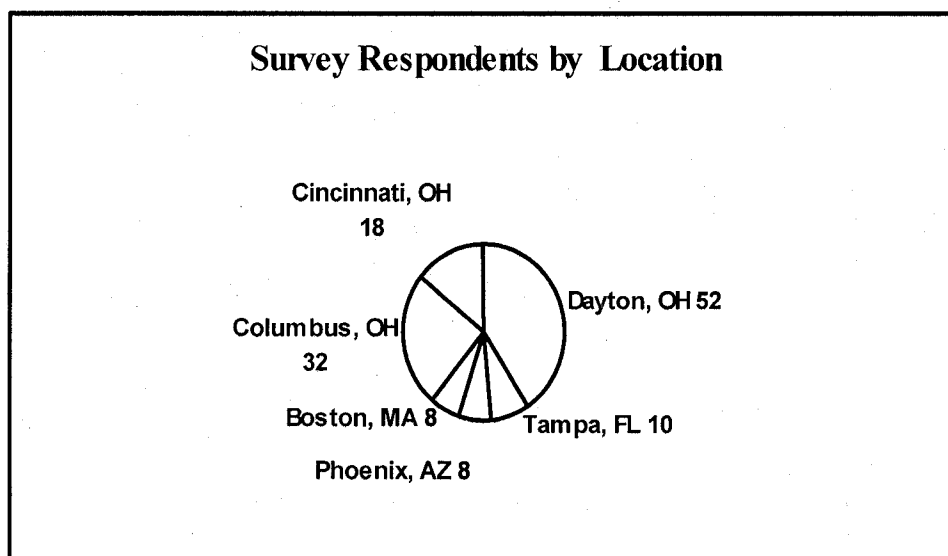 Survey Respondents by Location
Cincinnati, OH
18
Dayton, OH 52
Columbus, OH
32
Boston, MA 8
Tampa, FL 10
Phoenix, AZ 8